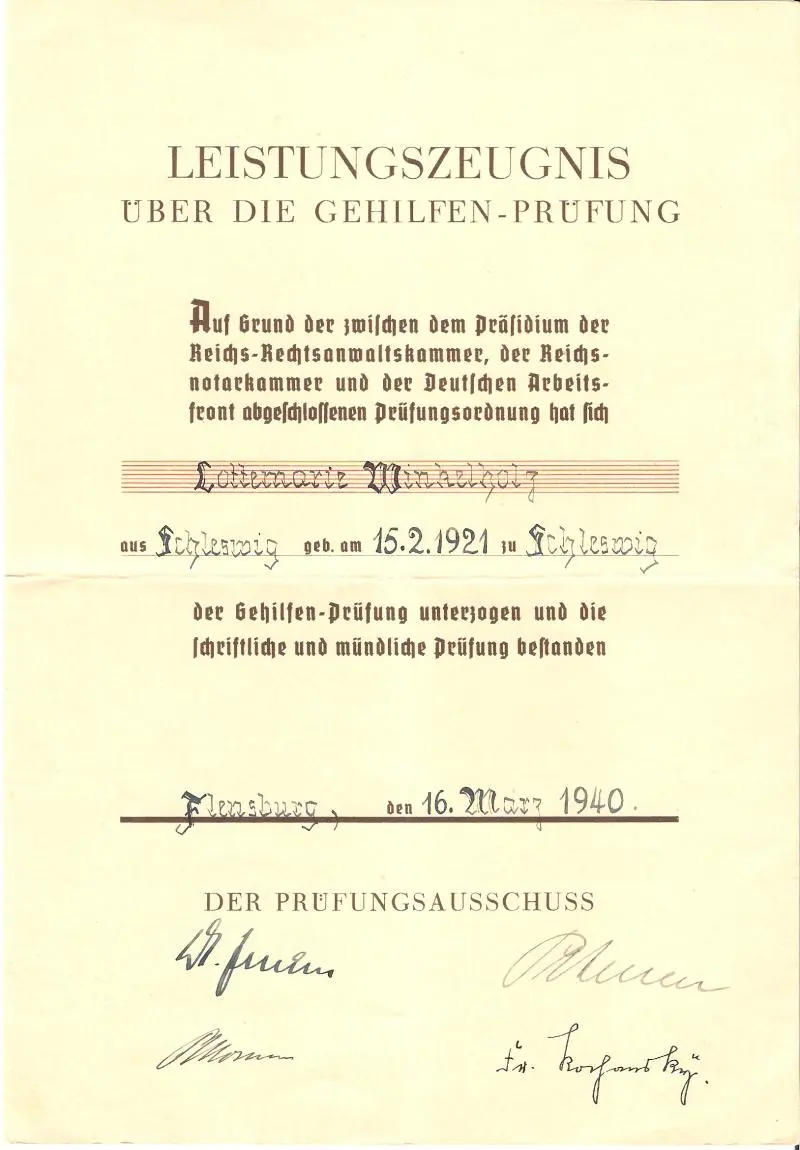 LEISTUNGSZEUGNIS
ÜBER DIE GEHILFEN-PRÜFUNG
Auf Grund der zwischen dem Präsidium der
Reichs-Rechtsanwaltskammer, der Reichs-
notarkammer und der Deutschen Arbeits-
front abgeschlossenen Prüfungsordnung hat sich
Lottemarie Winkelholz
aus Schleswig geb. am 15.2.1921 zu Schleswig
der Gehilfen-Prüfung unterzogen und die
schriftliche und mündliche Prüfung bestanden
Flensburg, den 16. März 1940.
DER PRÜFUNGSAUSSCHUSS
Fr. Kochansky.